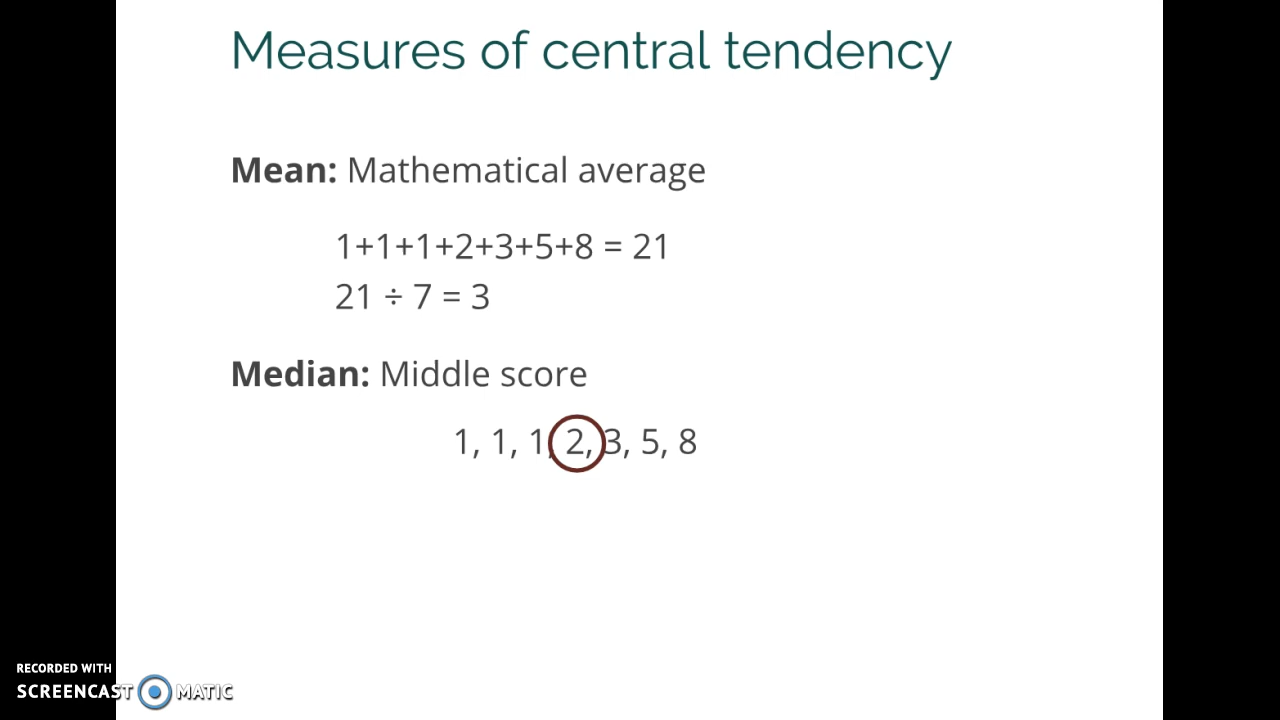 Measures of central tendency
Mean: Mathematical average
1+1+1+2+3+5+8 = 21
21 ÷ 7 = 3
Median: Middle score
1, 1, 1, 2, 3, 5, 8
RECORDED WITH
SCREENCAST MATIC